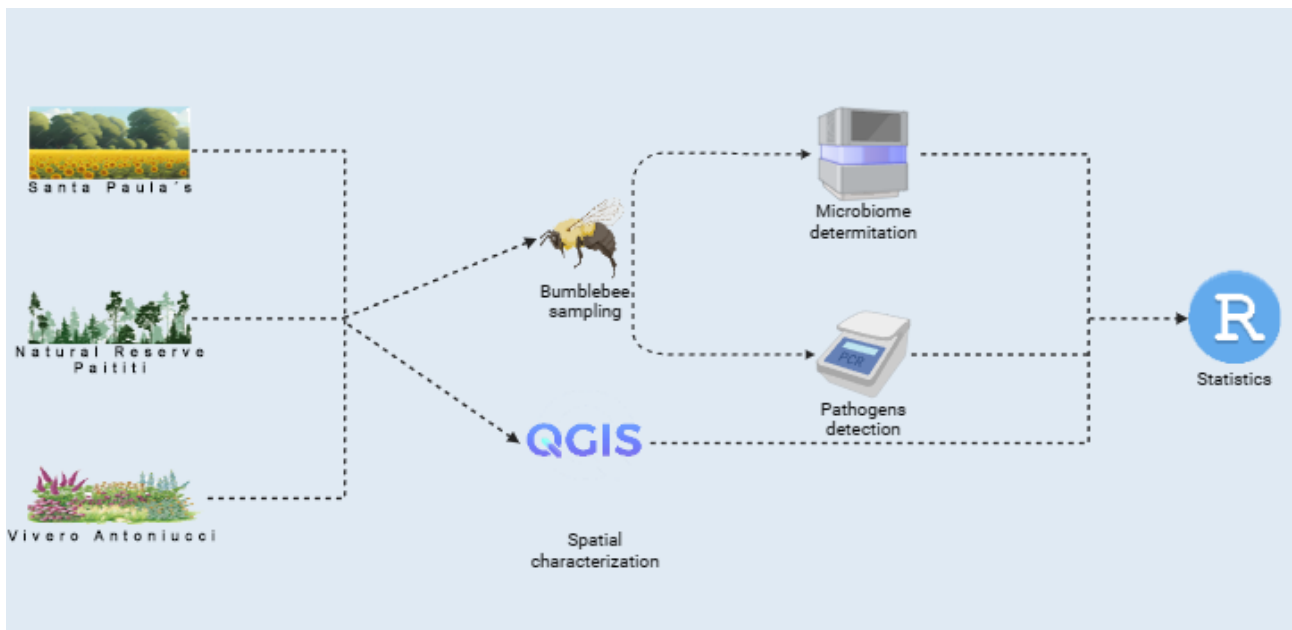 Santa Paula´s
Natural Reserve
Paititi
Vivero Antoniucci
Bumblebee
sampling
QGIS
Spatial
characterization
Microbiome
determitation
PCR
Pathogens
detection
R
Statistics